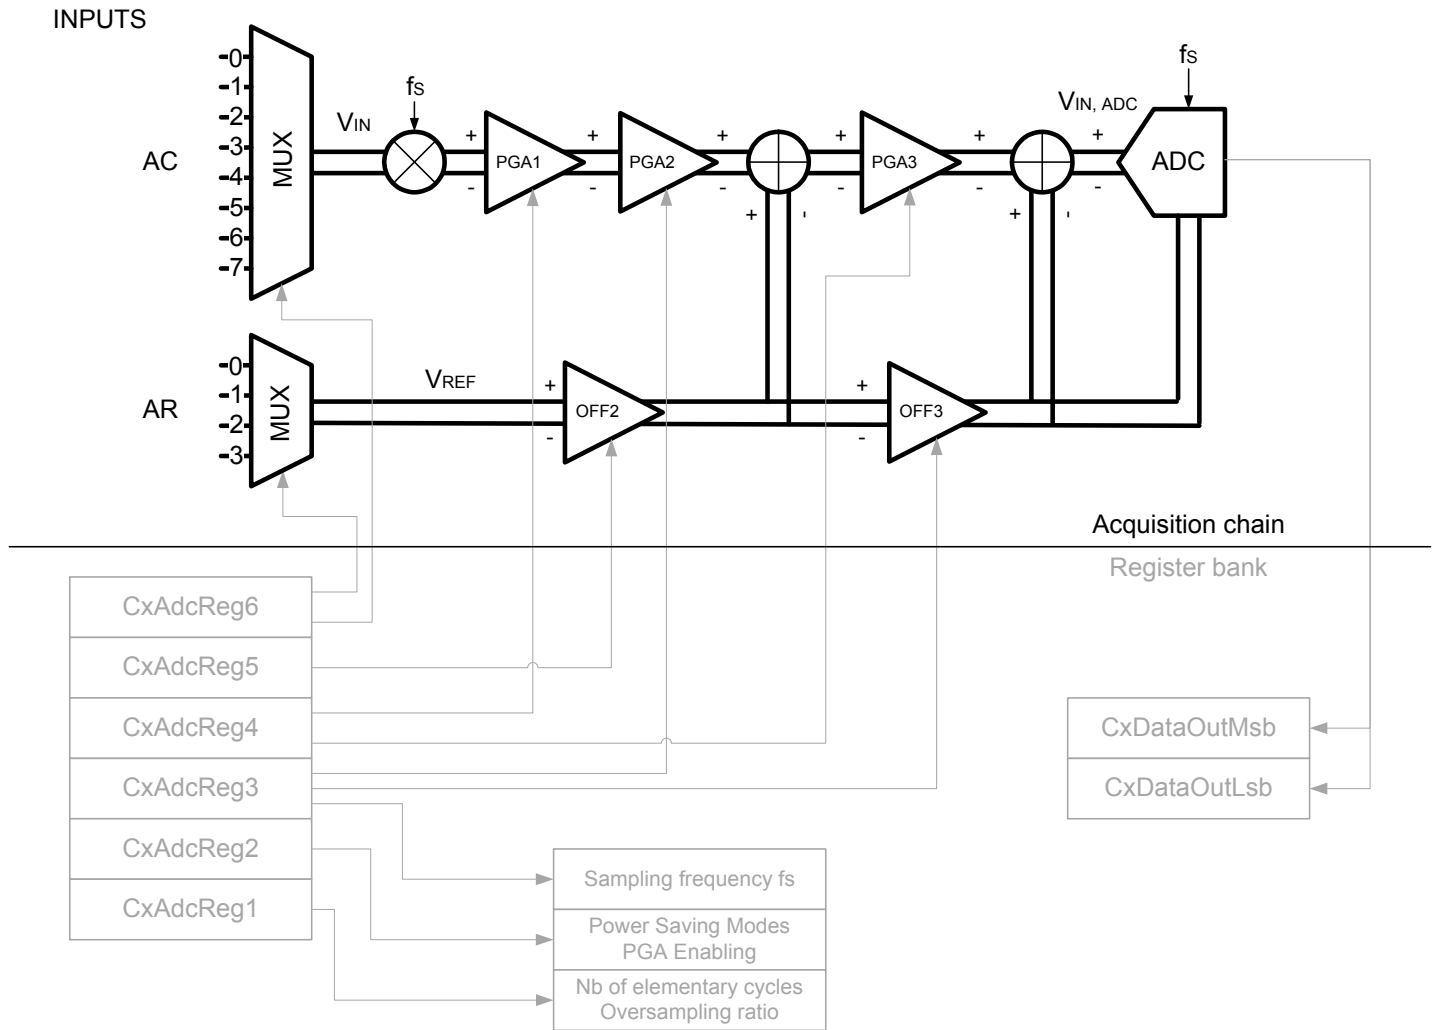 INPUTS
fS
fS
VIN
VIN, ADC
AC
0
1
2
3
4
5
6
7
MUX
+
-
PGA1
+
-
PGA2
+
-
+
-
+
-
PGA3
+
-
+
-
+
-
ADC
AR
0
1
2
3
MUX
VREF
+
-
OFF2
+
-
OFF3
Acquisition chain
Register bank
CxAdcReg6
CxAdcReg5
CxAdcReg4
CxAdcReg3
CxAdcReg2
CxAdcReg1
CxDataOutMsb
CxDataOutLsb
Sampling frequency fs
Power Saving Modes
PGA Enabling
Nb of elementary cycles
Oversampling ratio